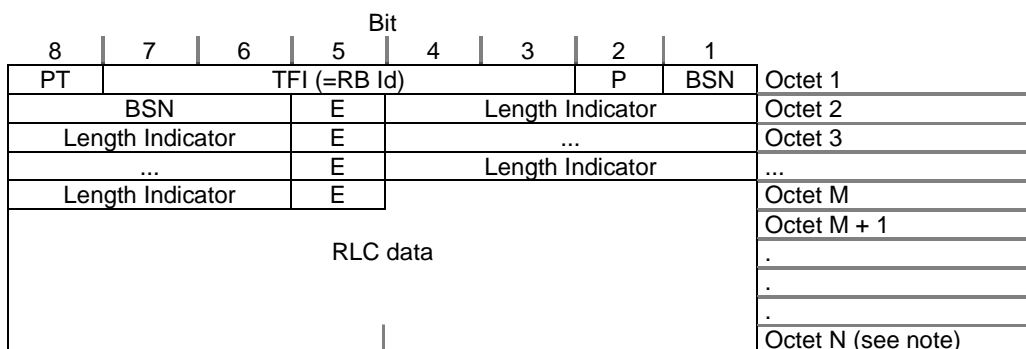 Bit
8 7 6 5 4 3 2 1
PT TFI (=RB Id) P BSN Octet 1
BSN E Length Indicator Octet 2
Length Indicator E ... Octet 3
... E Length Indicator ...
Length Indicator E Octet M
Octet M + 1
RLC data .
.
.
Octet N (see note)